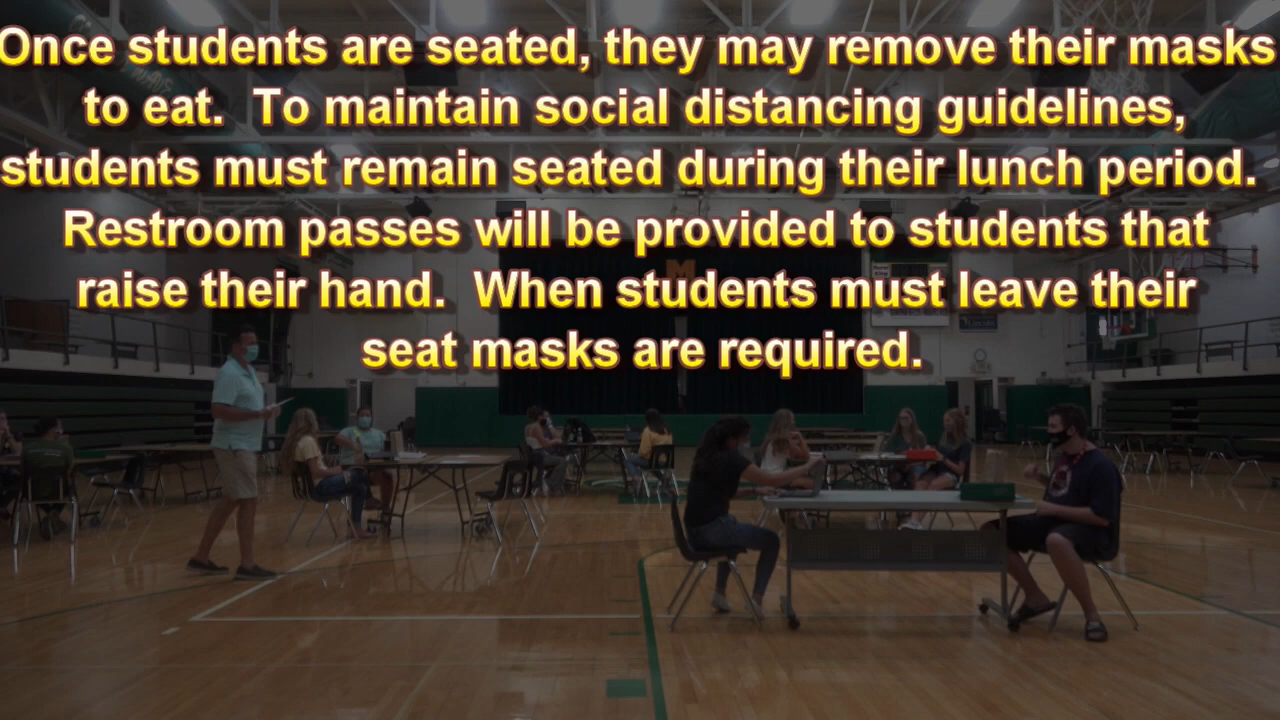 Once students are seated, they may remove their masks
to eat.  To maintain social distancing guidelines,
students must remain seated during their lunch period.
Restroom passes will be provided to students that
raise their hand.  When students must leave their
seat masks are required.
M